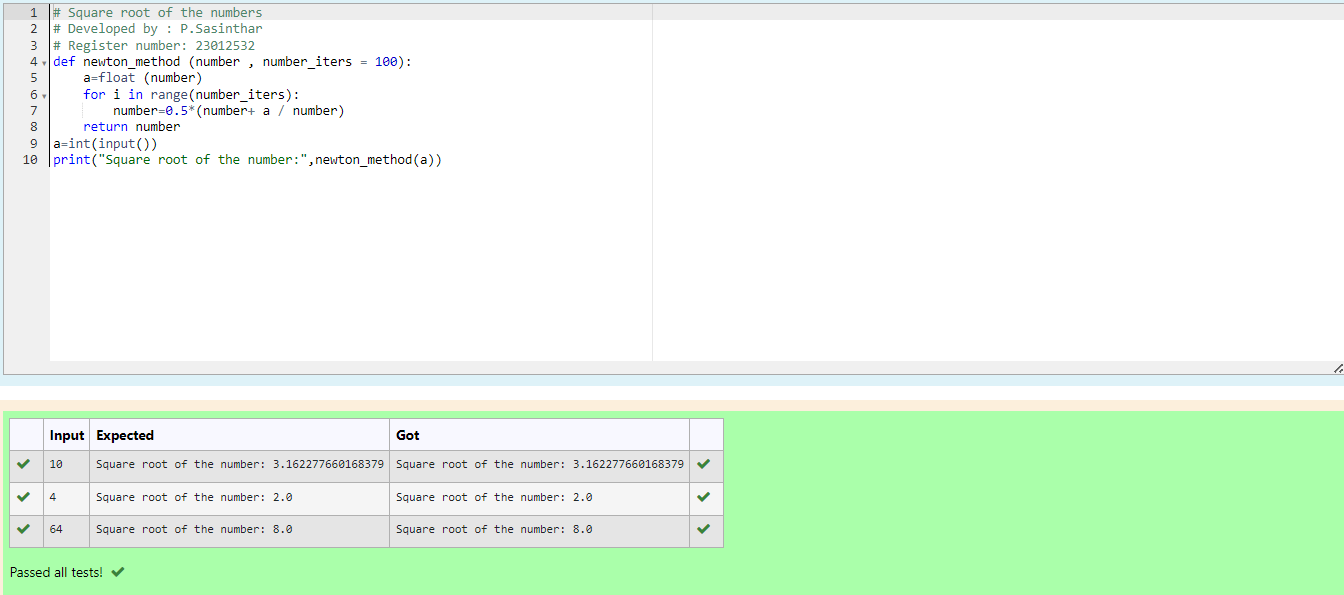 1 # Square root of the numbers
2 # Developed by : P.Sasinthar
3 # Register number: 23012532
4 def newton_method (number , number_iters = 100):
5     a=float (number)
6     for i in range(number_iters):
7         number=0.5*(number+ a / number)
8     return number
9 a=int(input())
10 print("Square root of the number:",newton_method(a))
Input Expected Got
10 Square root of the number: 3.162277660168379 Square root of the number: 3.162277660168379
4 Square root of the number: 2.0 Square root of the number: 2.0
64 Square root of the number: 8.0 Square root of the number: 8.0
Passed all tests!